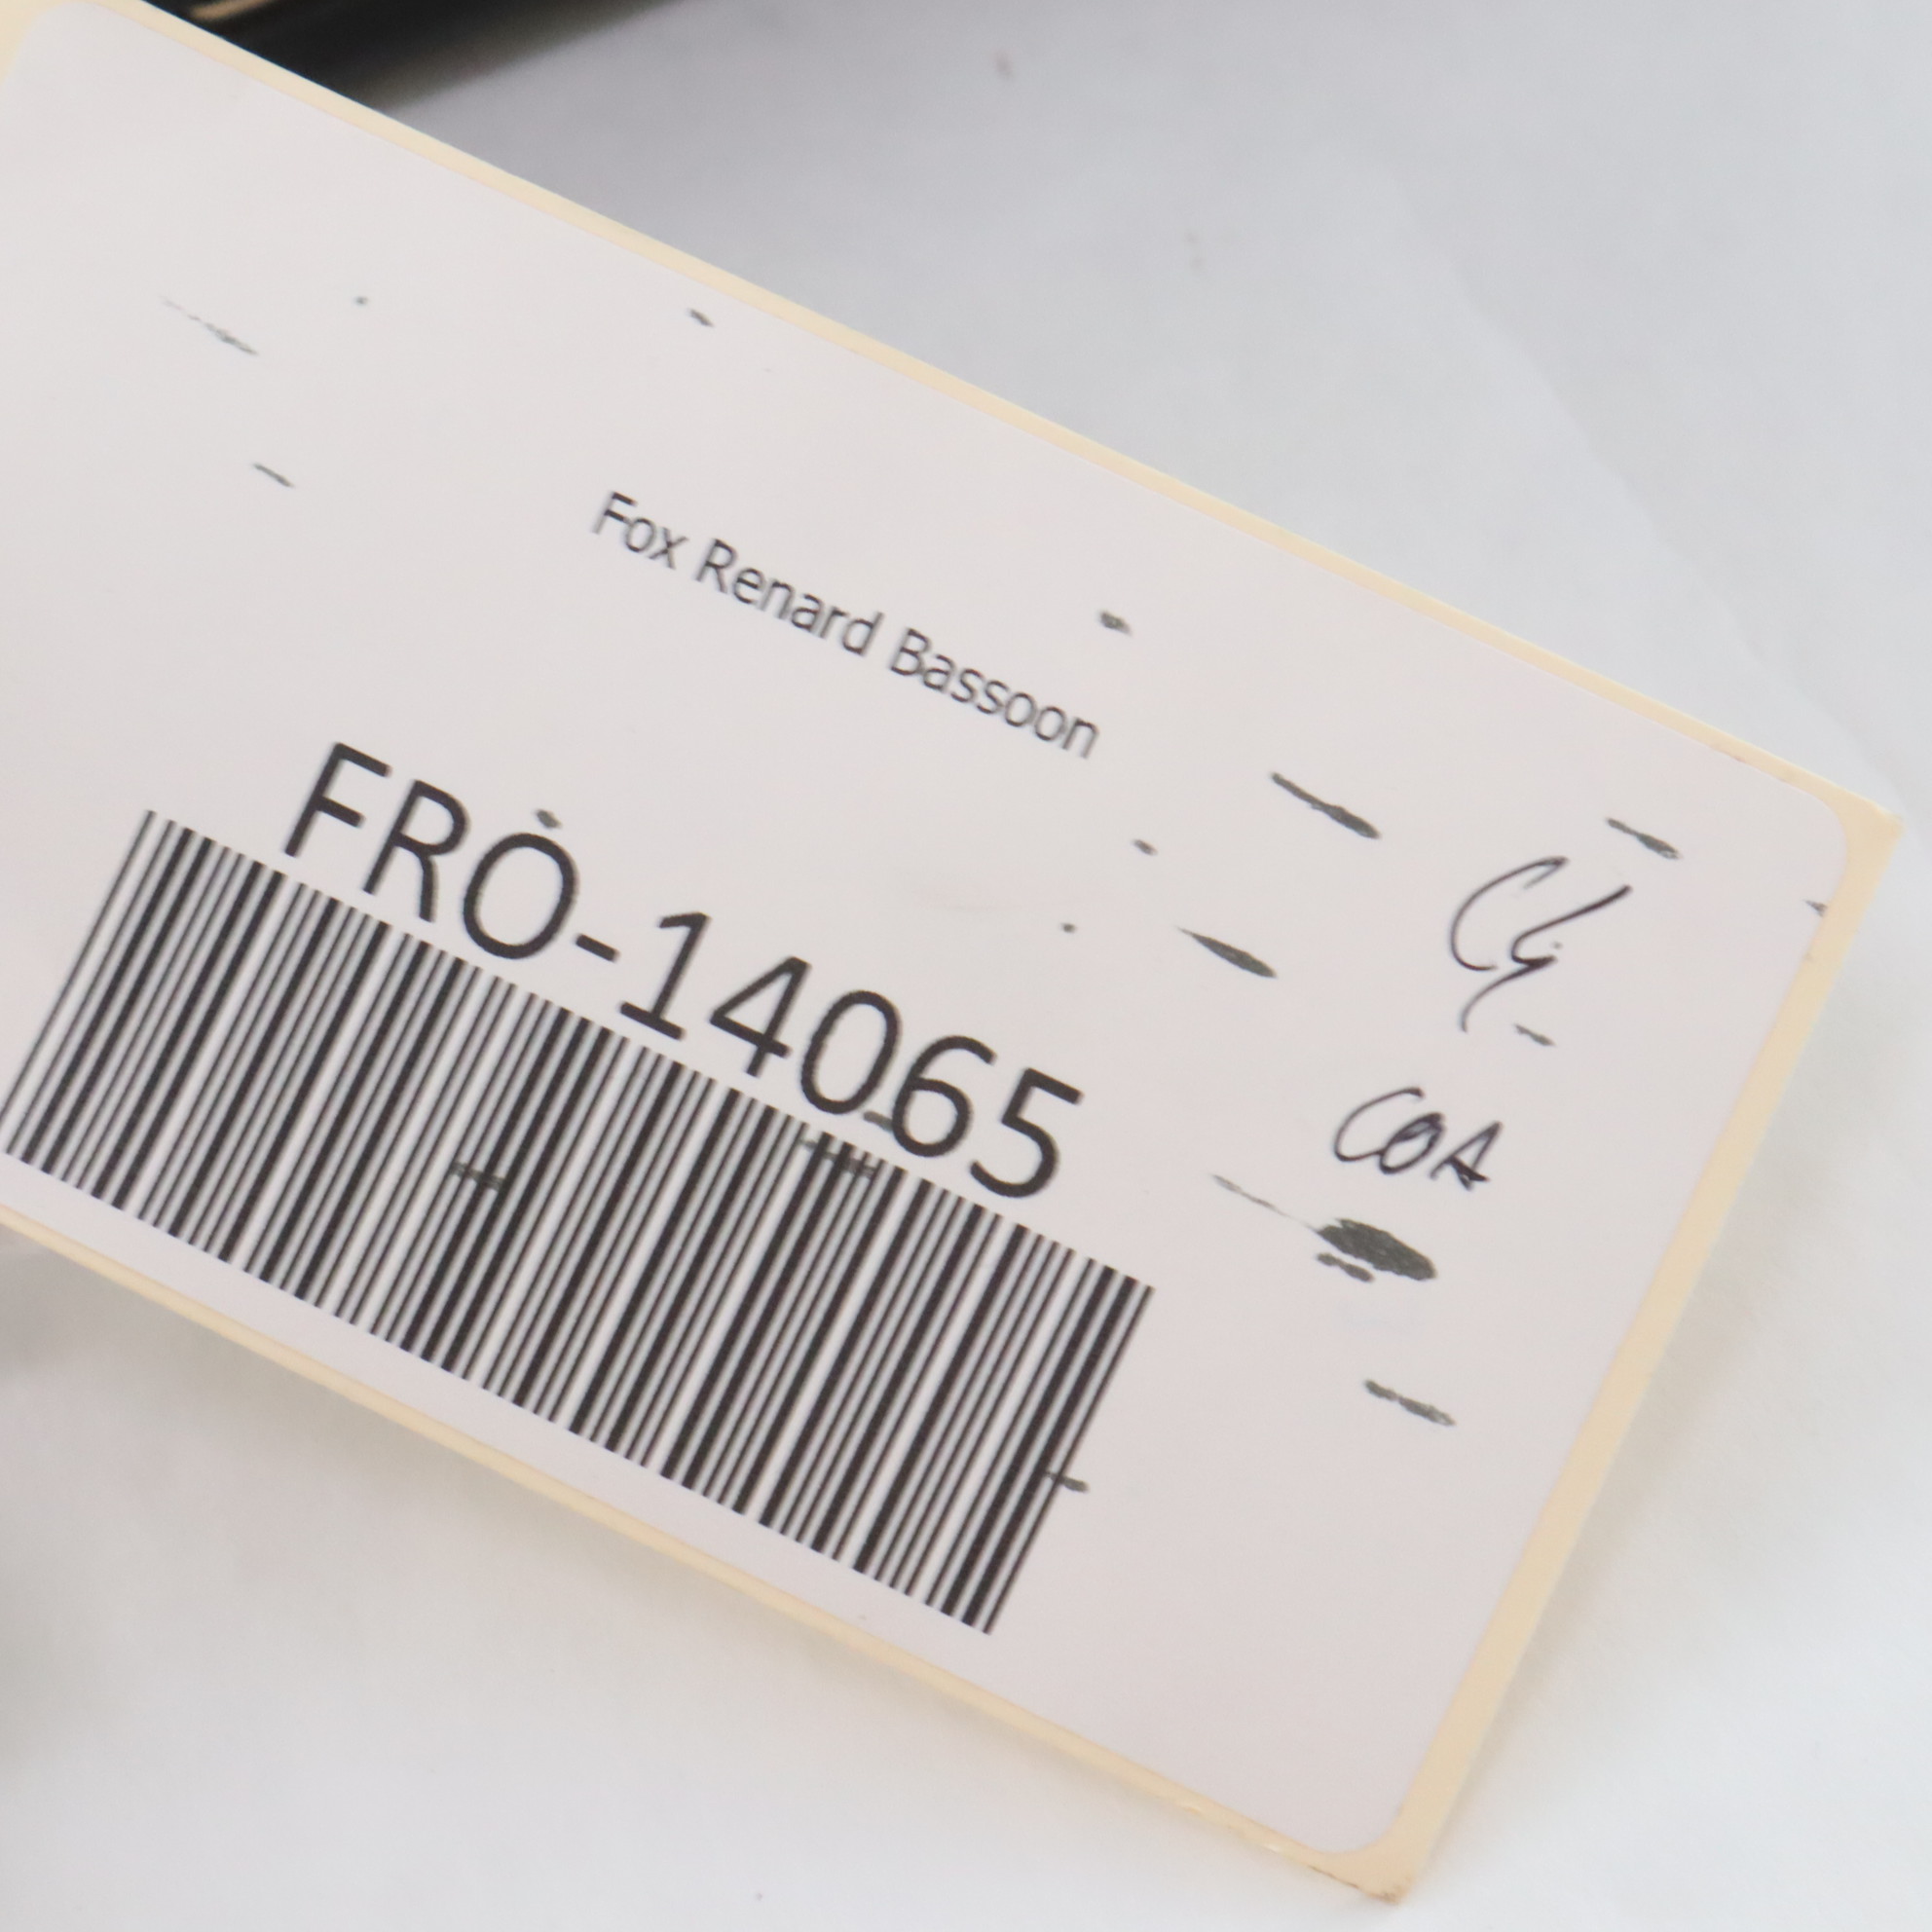 Fox Renard Bassoon
FRO-14065
COA